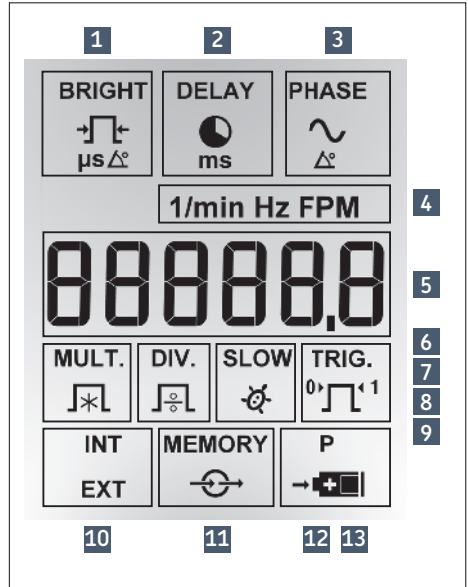 1 2 3
BRIGHT DELAY PHASE
µs ms
1/min Hz FPM 4
888888.8 5
6
MULT. DIV. SLOW TRIG. 7
0 1 8
INT MEMORY P 9
EXT
10 11 12 13